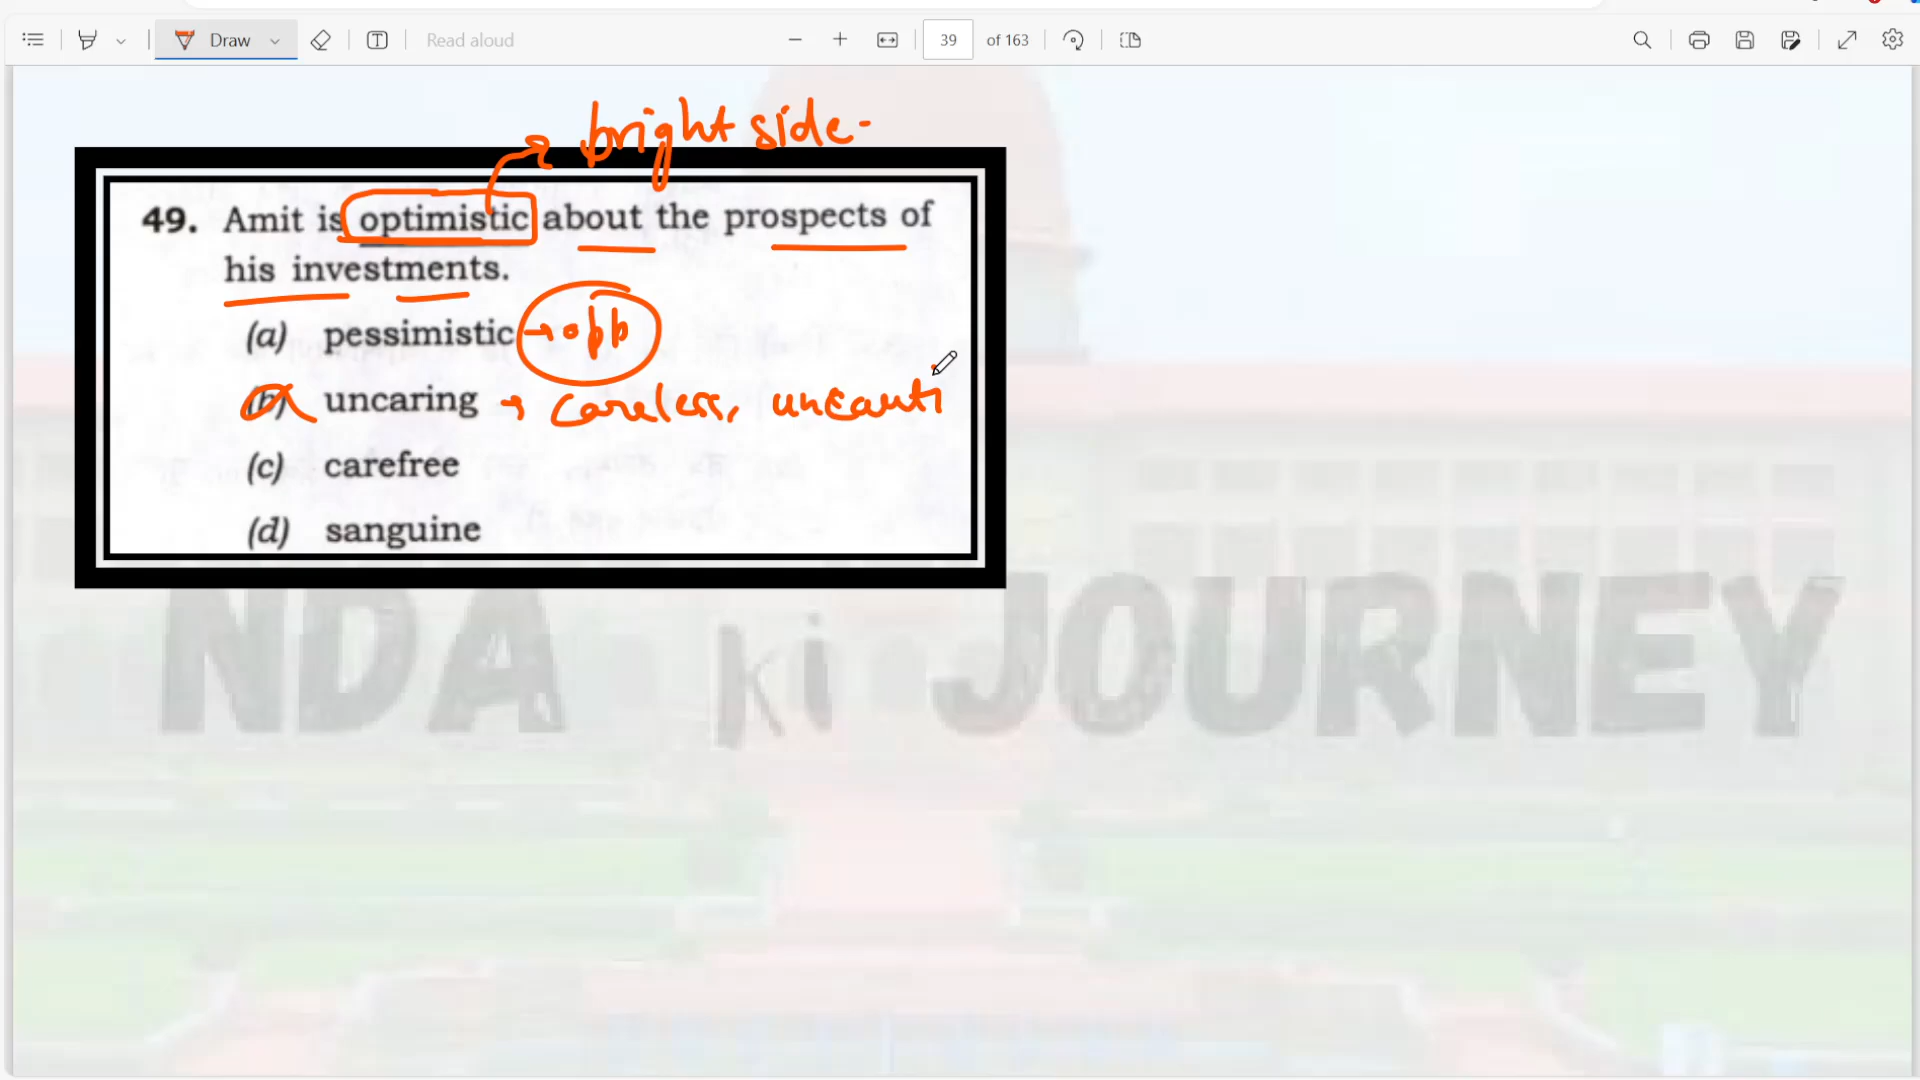 Draw
Read aloud
39 of 163
bright side-
49. Amit is optimistic about the prospects of
his investments.
(a) pessimistic → opp
(b) uncaring → careless, uncauti
(c) carefree
(d) sanguine
NDA ki JOURNEY